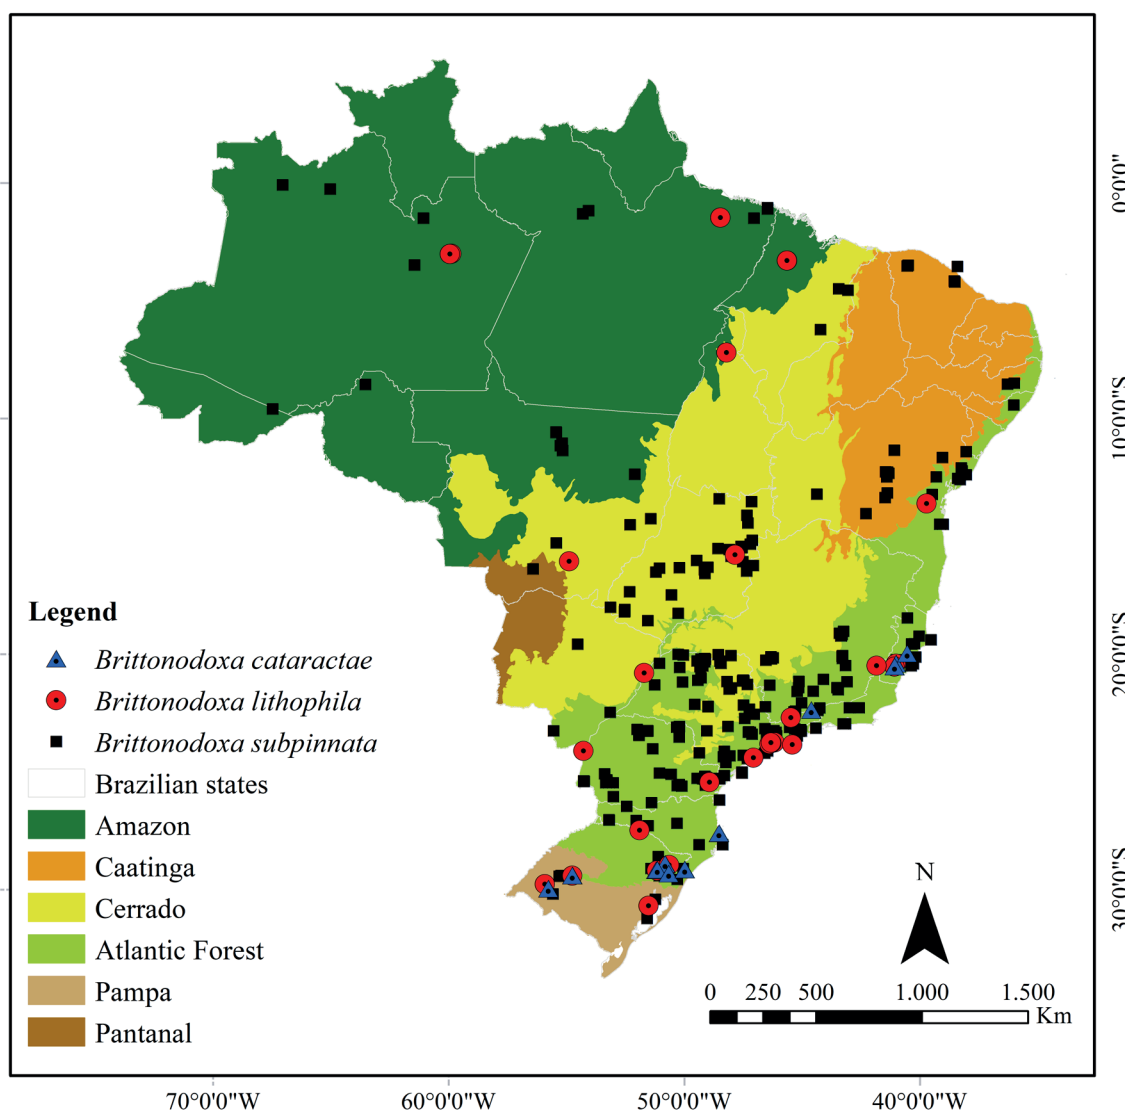 0°0'0"
10°0'0"S
20°0'0"S
30°0'0"S
Legend
Brittonodoxa cataractae
Brittonodoxa lithophila
Brittonodoxa subpinnata
Brazilian states
Amazon
Caatinga
Cerrado
Atlantic Forest
Pampa
Pantanal
N
0 250 500 1.000 1.500
Km
70°0'0"W 60°0'0"W 50°0'0"W 40°0'0"W